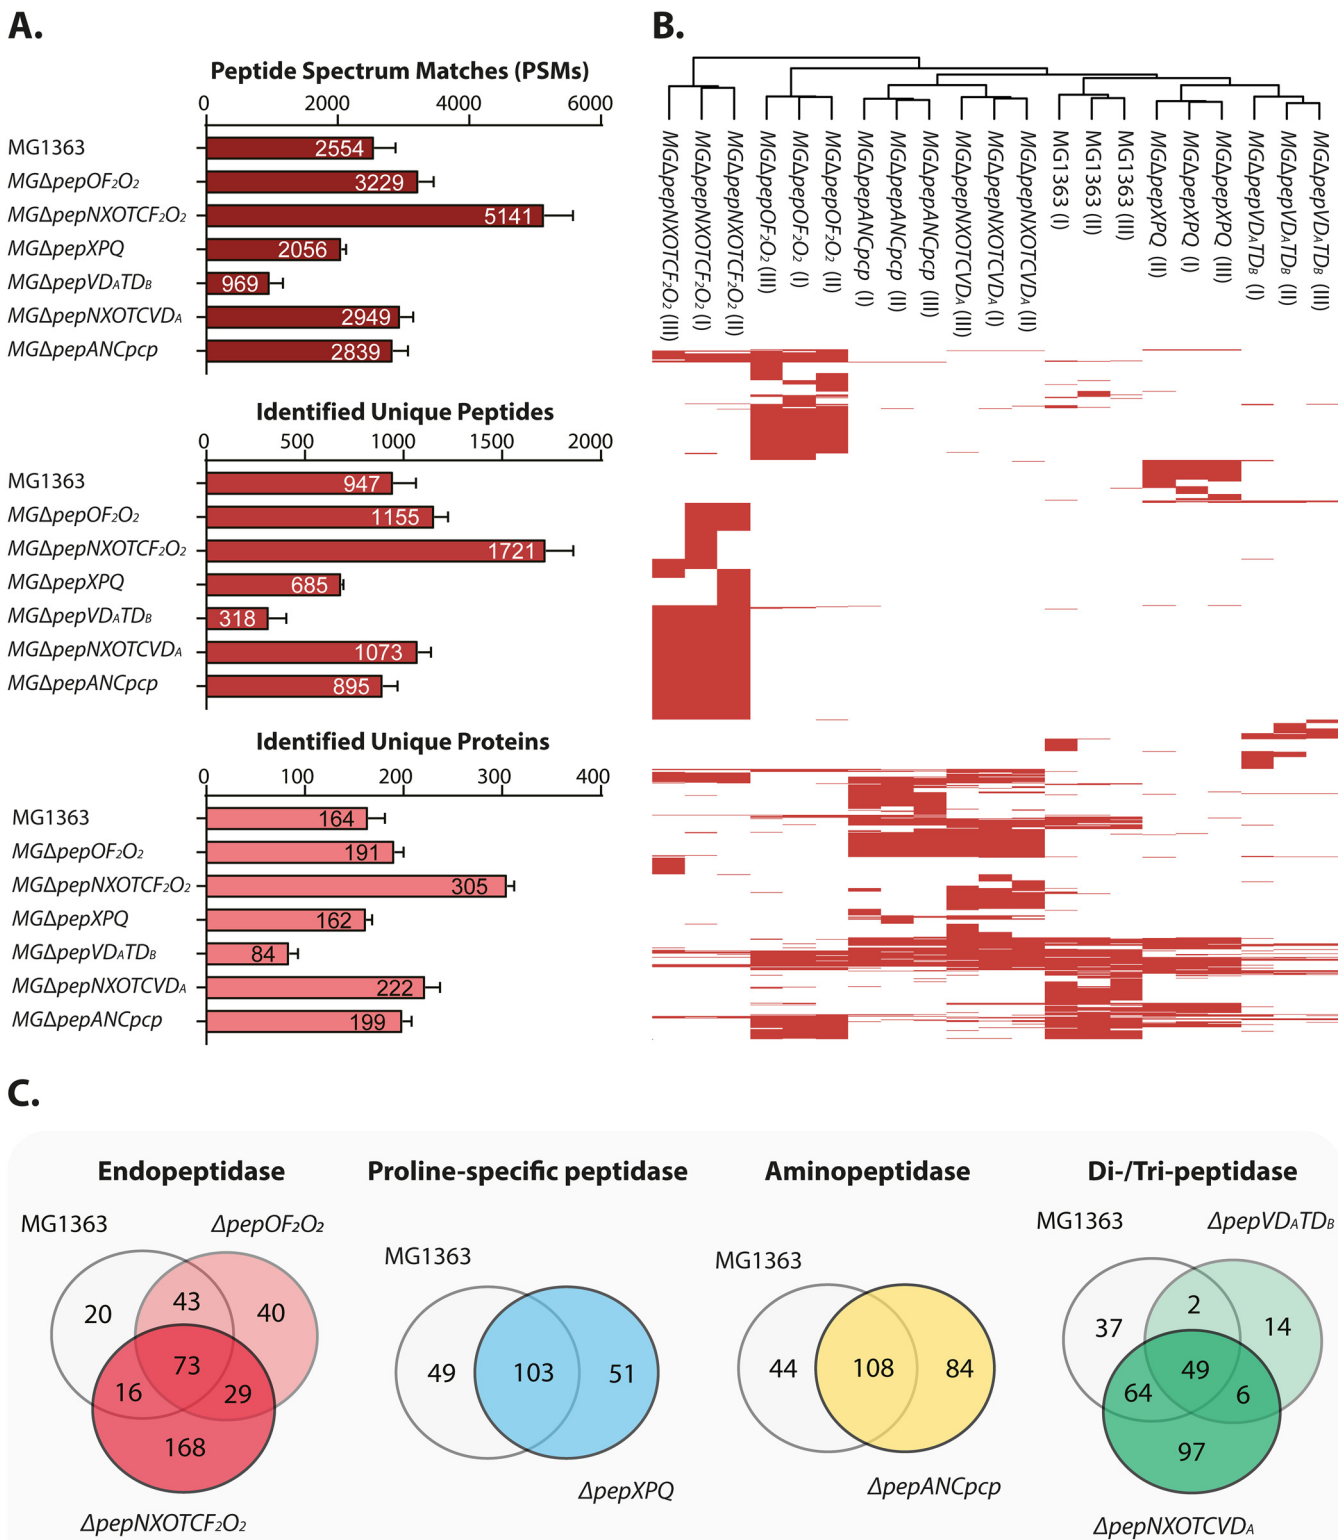 A.
Peptide Spectrum Matches (PSMs)
0 2000 4000 6000
MG1363 2554
MGΔpepOF₂O₂ 3229
MGΔpepNXOTCF₂O₂ 5141
MGΔpepXPQ 2056
MGΔpepVDATDB 969
MGΔpepNXOTCVDA 2949
MGΔpepANCpcp 2839
Identified Unique Peptides
0 500 1000 1500 2000
MG1363 947
MGΔpepOF₂O₂ 1155
MGΔpepNXOTCF₂O₂ 1721
MGΔpepXPQ 685
MGΔpepVDATDB 318
MGΔpepNXOTCVDA 1073
MGΔpepANCpcp 895
Identified Unique Proteins
0 100 200 300 400
MG1363 164
MGΔpepOF₂O₂ 191
MGΔpepNXOTCF₂O₂ 305
MGΔpepXPQ 162
MGΔpepVDATDB 84
MGΔpepNXOTCVDA 222
MGΔpepANCpcp 199
B.
MGΔpepNXOTCF₂O₂ (III)
MGΔpepNXOTCF₂O₂ (I)
MGΔpepNXOTCF₂O₂ (II)
MGΔpepOF₂O₂ (III)
MGΔpepOF₂O₂ (I)
MGΔpepOF₂O₂ (II)
MGΔpepANCpcp (I)
MGΔpepANCpcp (II)
MGΔpepANCpcp (III)
MGΔpepNXOTCVDA (III)
MGΔpepNXOTCVDA (I)
MGΔpepNXOTCVDA (II)
MG1363 (I)
MG1363 (II)
MG1363 (III)
MGΔpepXPQ (II)
MGΔpepXPQ (I)
MGΔpepXPQ (III)
MGΔpepVDATDB (I)
MGΔpepVDATDB (II)
MGΔpepVDATDB (III)
C.
Endopeptidase
MG1363 ΔpepOF₂O₂
20 43 40
73
16 29
168
ΔpepNXOTCF₂O₂
Proline-specific peptidase
MG1363
49 103 51
ΔpepXPQ
Aminopeptidase
MG1363
44 108 84
ΔpepANCpcp
Di-/Tri-peptidase
MG1363 ΔpepVDATDB
37 2 14
49
64 6
97
ΔpepNXOTCVDA